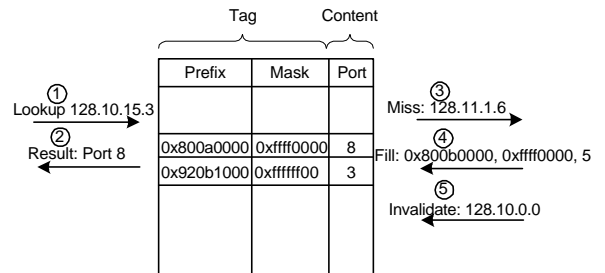 Tag Content
Prefix Mask Port
1
Lookup 128.10.15.3
2
Result: Port 8
0x800a0000 0xffff0000 8
0x920b1000 0xffffff00 3
3
Miss: 128.11.1.6
4
Fill: 0x800b0000, 0xffff0000, 5
5
Invalidate: 128.10.0.0